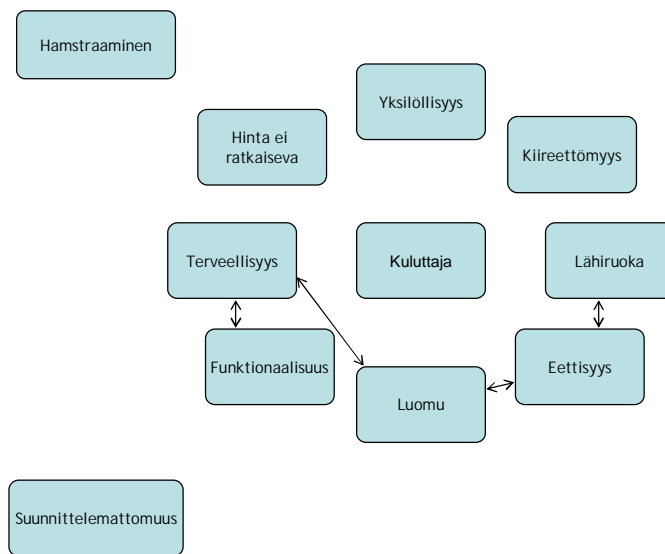 Hamstraaminen
Yksilöllisyys
Hinta ei
ratkaiseva
Kiireettömyys
Terveellisyys
Kuluttaja
Lähiruoka
Funktionaalisuus
Eettisyys
Luomu
Suunnittelemattomuus